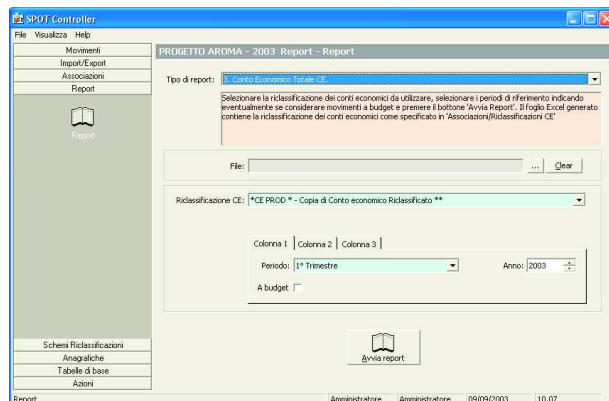 SPOT Controller
File Visualizza Help
Movimenti
Import/Export
Associazioni
Report
Report
Schemi Riclassificazioni
Anagrafiche
Tabelle di base
Azioni
PROGETTO AROMA - 2003 Report - Report
Tipo di report: 3. Conto Economico Totale CE.
Selezionare la riclassificazione dei conti economici da utilizzare, selezionare i periodi di riferimento indicando
eventualmente se considerare movimenti a budget e premere il bottone 'Avvia Report'. Il foglio Excel generato
contiene la riclassificazione dei conti economici come specificato in 'Associazioni/Riclassificazioni CE'
File: ... Clear
Riclassificazione CE: *CE PROD * - Copia di Conto economico Riclassificato **
Colonna 1 Colonna 2 Colonna 3
Periodo: 1° Trimestre Anno: 2003
A budget
Avvia report
Report Amministratore Amministratore 09/09/2003 10.07